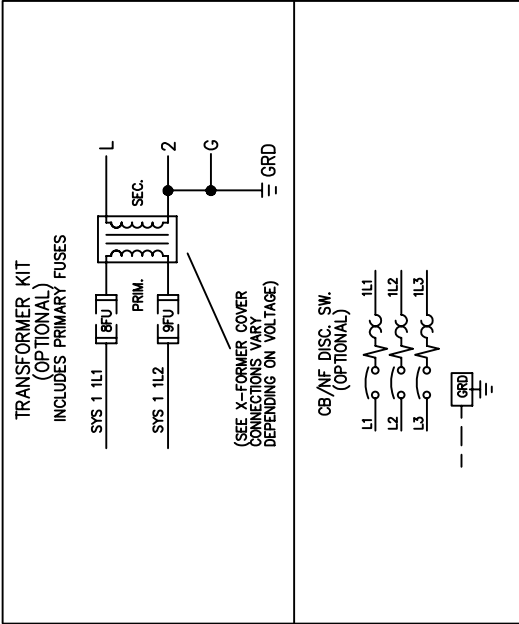 TRANSFORMER KIT
(OPTIONAL)
INCLUDES PRIMARY FUSES
SYS 1 1L1
8FU
L
PRIM.
SEC.
SYS 1 1L2
9FU
2
G
GRD
(SEE X-FORMER COVER
CONNECTIONS VARY
DEPENDING ON VOLTAGE)
CB/NF DISC. SW.
(OPTIONAL)
L1
1L1
L2
1L2
L3
1L3
GRD